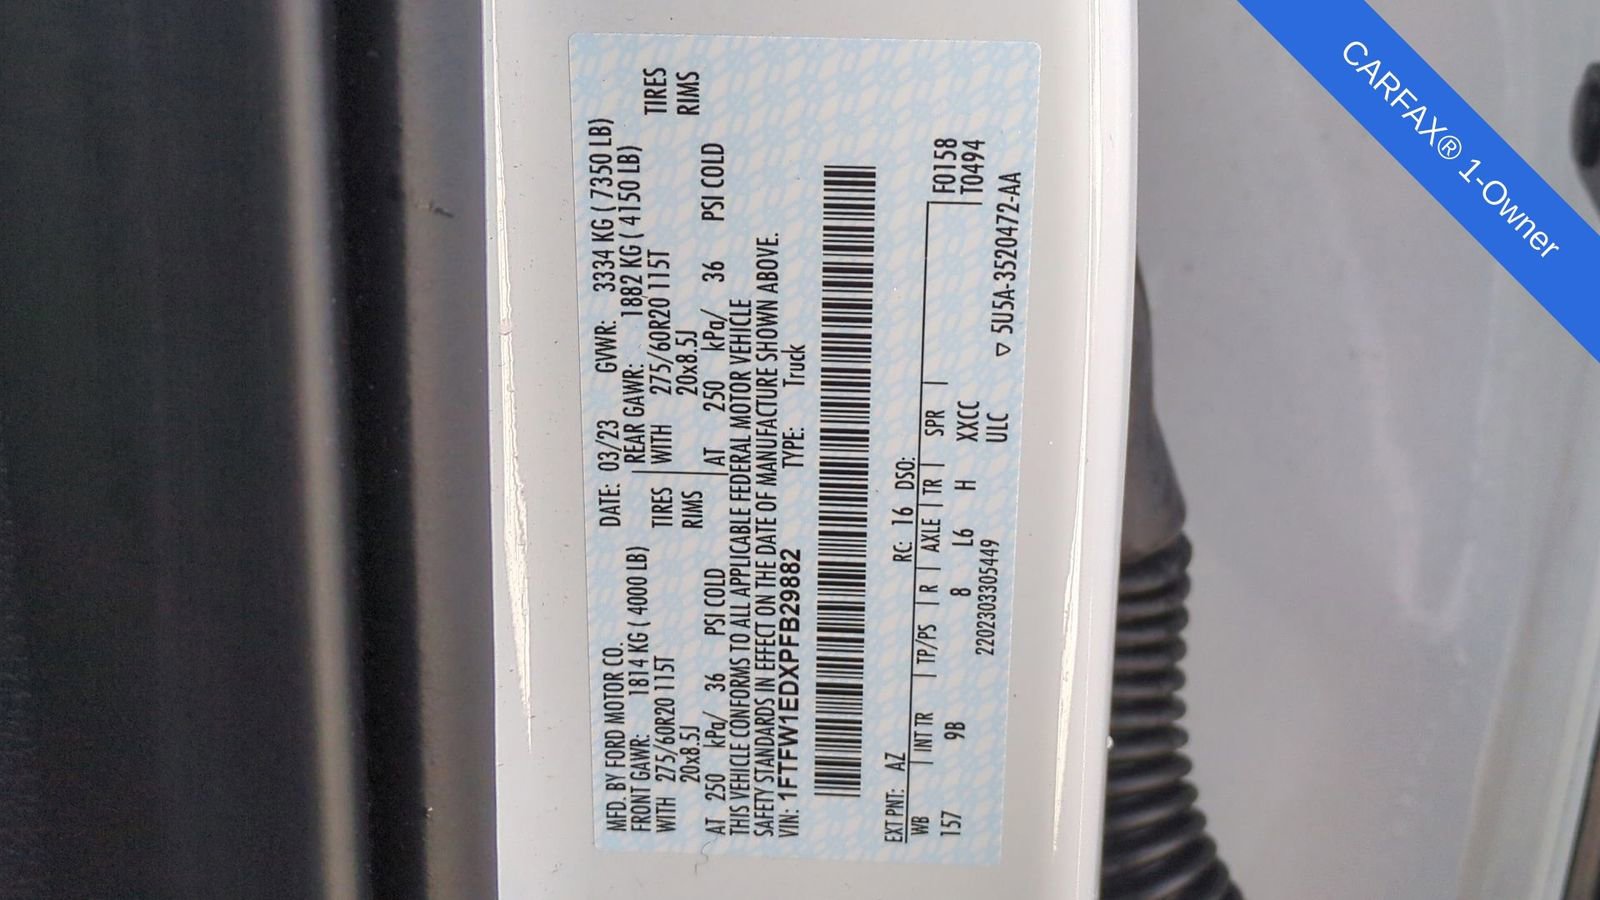 MFD. BY FORD MOTOR CO. DATE: 03/23 GVWR: 3334 KG ( 7350 LB)
FRONT GAWR: 1814 KG ( 4000 LB) REAR GAWR: 1882 KG ( 4150 LB)
WITH 275/60R20 115T TIRES WITH 275/60R20 115T TIRES
20x8.5J RIMS 20x8.5J RIMS
AT 250 kPa/ 36 PSI COLD AT 250 kPa/ 36 PSI COLD
THIS VEHICLE CONFORMS TO ALL APPLICABLE FEDERAL MOTOR VEHICLE
SAFETY STANDARDS IN EFFECT ON THE DATE OF MANUFACTURE SHOWN ABOVE.
VIN: 1FTFW1EDXPFB29882 TYPE: Truck
EXT PNT: AZ RC: 16 DSO:
WB INT TR TP/PS R AXLE TR SPR F0158
157 9B 8 L6 H XXCC T0494
2202303305449 ULC ▽ 5U5A-3520472-AA
CARFAX® 1-Owner